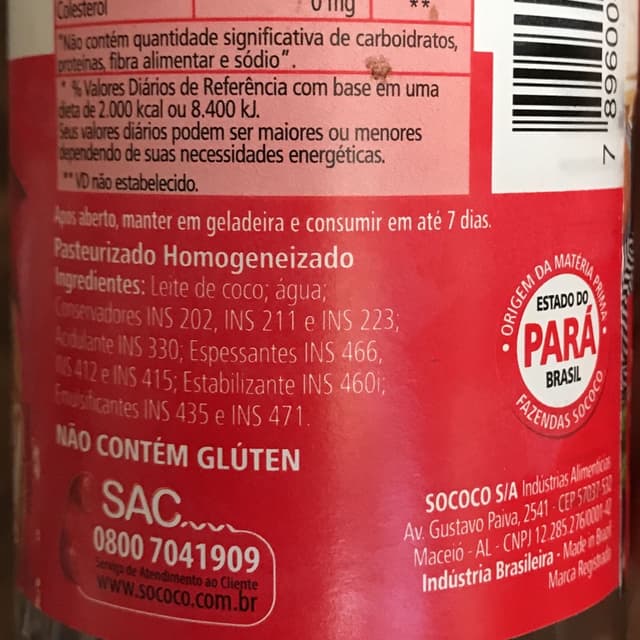 Colesterol 0 mg **
"Não contém quantidade significativa de carboidratos,
proteínas, fibra alimentar e sódio".
* % Valores Diários de Referência com base em uma
dieta de 2.000 kcal ou 8.400 kJ.
Seus valores diários podem ser maiores ou menores
dependendo de suas necessidades energéticas.
** VD não estabelecido.
7 89600
Após aberto, manter em geladeira e consumir em até 7 dias.
Pasteurizado Homogeneizado
Ingredientes: Leite de coco; água;
Conservadores INS 202, INS 211 e INS 223;
Acidulante INS 330; Espessantes INS 466,
INS 412 e INS 415; Estabilizante INS 460i;
Emulsificantes INS 435 e INS 471.
NÃO CONTÉM GLÚTEN
ORIGEM DA MATÉRIA PRIMA
ESTADO DO
PARÁ
BRASIL
FAZENDAS SOCOCO
SAC
0800 7041909
Serviço de Atendimento ao Cliente
www.sococo.com.br
SOCOCO S/A Indústrias Alimentícias
Av. Gustavo Paiva, 2541 - CEP 57037-532
Maceió - AL - CNPJ 12.285.276/0001-42
Indústria Brasileira - Made in Brazil
Marca Registrada